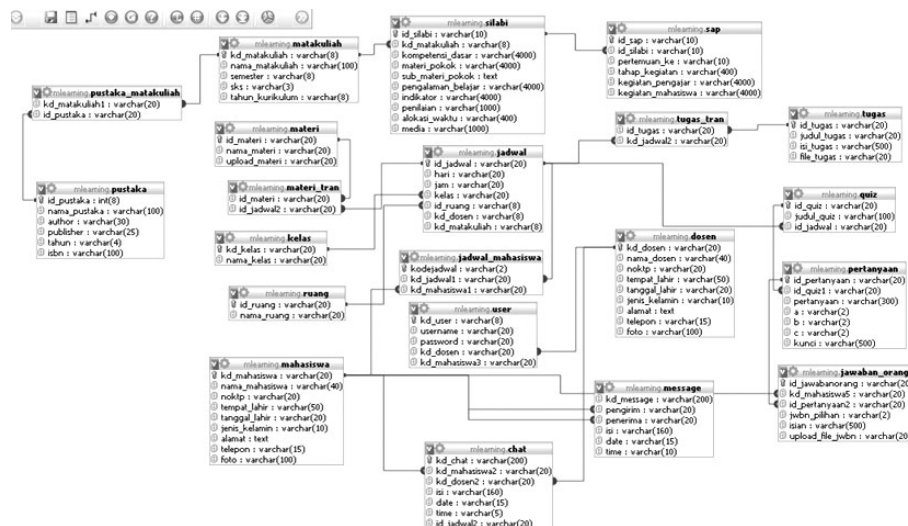 mlearning.pustaka_matakuliah
kd_matakuliah1 : varchar(20)
id_pustaka : varchar(20)
mlearning.pustaka
id_pustaka : int(8)
nama_pustaka : varchar(100)
author : varchar(30)
publisher : varchar(25)
tahun : varchar(4)
isbn : varchar(100)
mlearning.matakuliah
kd_matakuliah : varchar(8)
nama_matakuliah : varchar(100)
semester : varchar(8)
sks : varchar(3)
tahun_kurikulum : varchar(8)
mlearning.materi
id_materi : varchar(20)
nama_materi : varchar(20)
upload_materi : varchar(20)
mlearning.materi_tran
id_materi : varchar(20)
id_jadwal2 : varchar(20)
mlearning.kelas
kd_kelas : varchar(20)
nama_kelas : varchar(20)
mlearning.ruang
id_ruang : varchar(20)
nama_ruang : varchar(20)
mlearning.mahasiswa
kd_mahasiswa : varchar(20)
nama_mahasiswa : varchar(40)
noktp : varchar(20)
tempat_lahir : varchar(50)
tanggal_lahir : varchar(20)
jenis_kelamin : varchar(10)
alamat : text
telepon : varchar(15)
foto : varchar(100)
mlearning.silabi
id_silabi : varchar(10)
kd_matakuliah : varchar(8)
kompetensi_dasar : varchar(4000)
materi_pokok : varchar(4000)
sub_materi_pokok : text
pengalaman_belajar : varchar(4000)
indikator : varchar(4000)
penilaian : varchar(1000)
alokasi_waktu : varchar(400)
media : varchar(1000)
mlearning.jadwal
id_jadwal : varchar(20)
hari : varchar(20)
jam : varchar(20)
kelas : varchar(20)
id_ruang : varchar(8)
kd_dosen : varchar(8)
kd_matakuliah : varchar(8)
mlearning.jadwal_mahasiswa
kodejadwal : varchar(2)
kd_jadwal1 : varchar(20)
kd_mahasiswa1 : varchar(20)
mlearning.user
kd_user : varchar(8)
username : varchar(20)
password : varchar(20)
kd_dosen : varchar(20)
kd_mahasiswa3 : varchar(20)
mlearning.chat
kd_chat : varchar(200)
kd_mahasiswa2 : varchar(20)
kd_dosen2 : varchar(20)
isi : varchar(160)
date : varchar(15)
time : varchar(5)
id_jadwal2 : varchar(20)
mlearning.sap
id_sap : varchar(10)
id_silabi : varchar(10)
pertemuan_ke : varchar(10)
tahap_kegiatan : varchar(400)
kegiatan_pengajar : varchar(4000)
kegiatan_mahasiswa : varchar(4000)
mlearning.tugas_tran
id_tugas : varchar(20)
kd_jadwal2 : varchar(20)
mlearning.dosen
kd_dosen : varchar(20)
nama_dosen : varchar(40)
noktp : varchar(20)
tempat_lahir : varchar(50)
tanggal_lahir : varchar(20)
jenis_kelamin : varchar(10)
alamat : text
telepon : varchar(15)
foto : varchar(100)
mlearning.message
kd_message : varchar(200)
pengirim : varchar(20)
penerima : varchar(20)
isi : varchar(160)
date : varchar(15)
time : varchar(10)
mlearning.tugas
id_tugas : varchar(20)
judul_tugas : varchar(20)
isi_tugas : varchar(500)
file_tugas : varchar(20)
mlearning.quiz
id_quiz : varchar(20)
judul_quiz : varchar(100)
id_jadwal : varchar(20)
mlearning.pertanyaan
id_pertanyaan : varchar(20)
id_quiz1 : varchar(20)
pertanyaan : varchar(300)
a : varchar(2)
b : varchar(2)
c : varchar(2)
kunci : varchar(500)
mlearning.jawaban_orang
id_jawabanorang : varchar(20
kd_mahasiswa5 : varchar(20)
id_pertanyaan2 : varchar(20)
jwbn_pilihan : varchar(2)
isian : varchar(500)
upload_file_jwbn : varchar(20